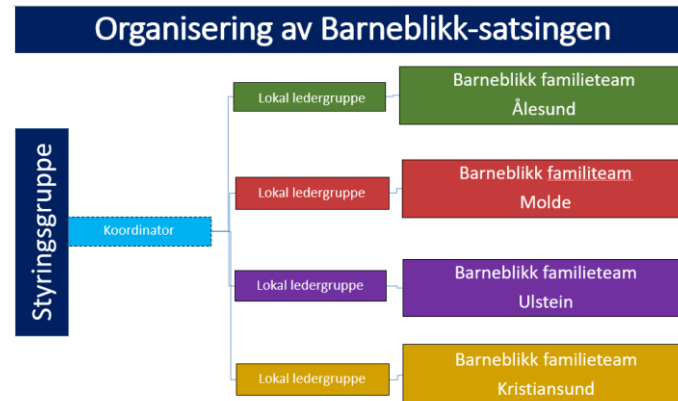 Organisering av Barneblikk-satsingen
Styringsgruppe
Koordinator
Lokal ledergruppe
Barneblikk familieteam
Ålesund
Lokal ledergruppe
Barneblikk familiteam
Molde
Lokal ledergruppe
Barneblikk familieteam
Ulstein
Lokal ledergruppe
Barneblikk familieteam
Kristiansund